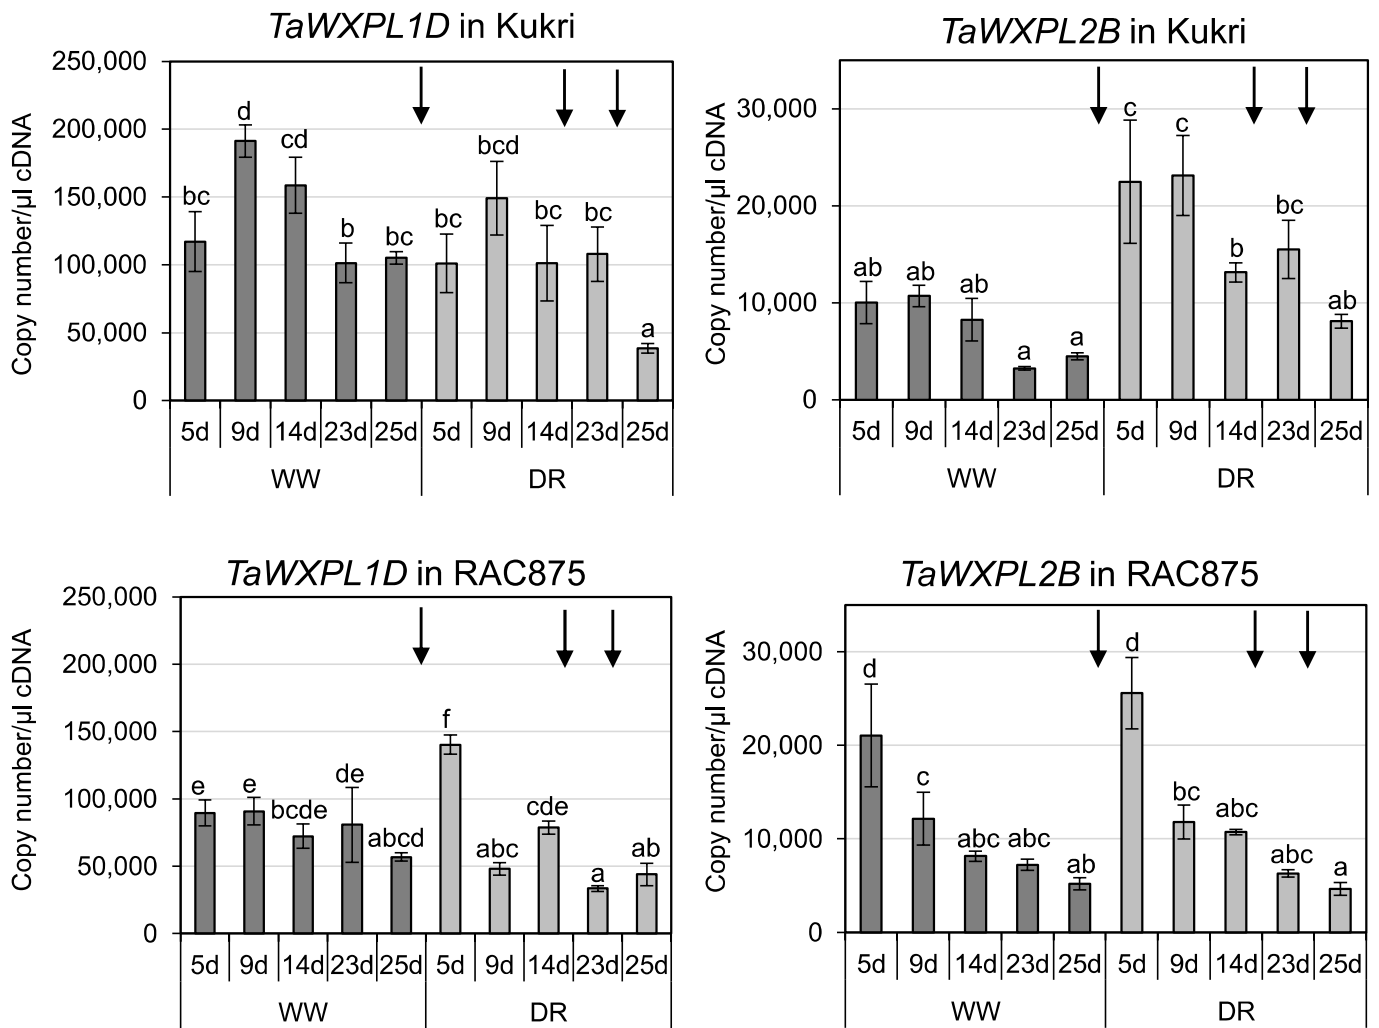 TaWXPL1D in Kukri
Copy number/µl cDNA
250,000
200,000
150,000
100,000
50,000
0
bc
d
cd
b
bc
bc
bcd
bc
bc
a
5d 9d 14d 23d 25d 5d 9d 14d 23d 25d
WW DR
TaWXPL2B in Kukri
Copy number/µl cDNA
30,000
20,000
10,000
0
ab
ab
ab
a
a
c
c
b
bc
ab
5d 9d 14d 23d 25d 5d 9d 14d 23d 25d
WW DR
TaWXPL1D in RAC875
Copy number/µl cDNA
250,000
200,000
150,000
100,000
50,000
0
e
e
bcde
de
abcd
f
abc
cde
a
ab
5d 9d 14d 23d 25d 5d 9d 14d 23d 25d
WW DR
TaWXPL2B in RAC875
Copy number/µl cDNA
30,000
20,000
10,000
0
d
c
abc
abc
ab
d
bc
abc
abc
a
5d 9d 14d 23d 25d 5d 9d 14d 23d 25d
WW DR